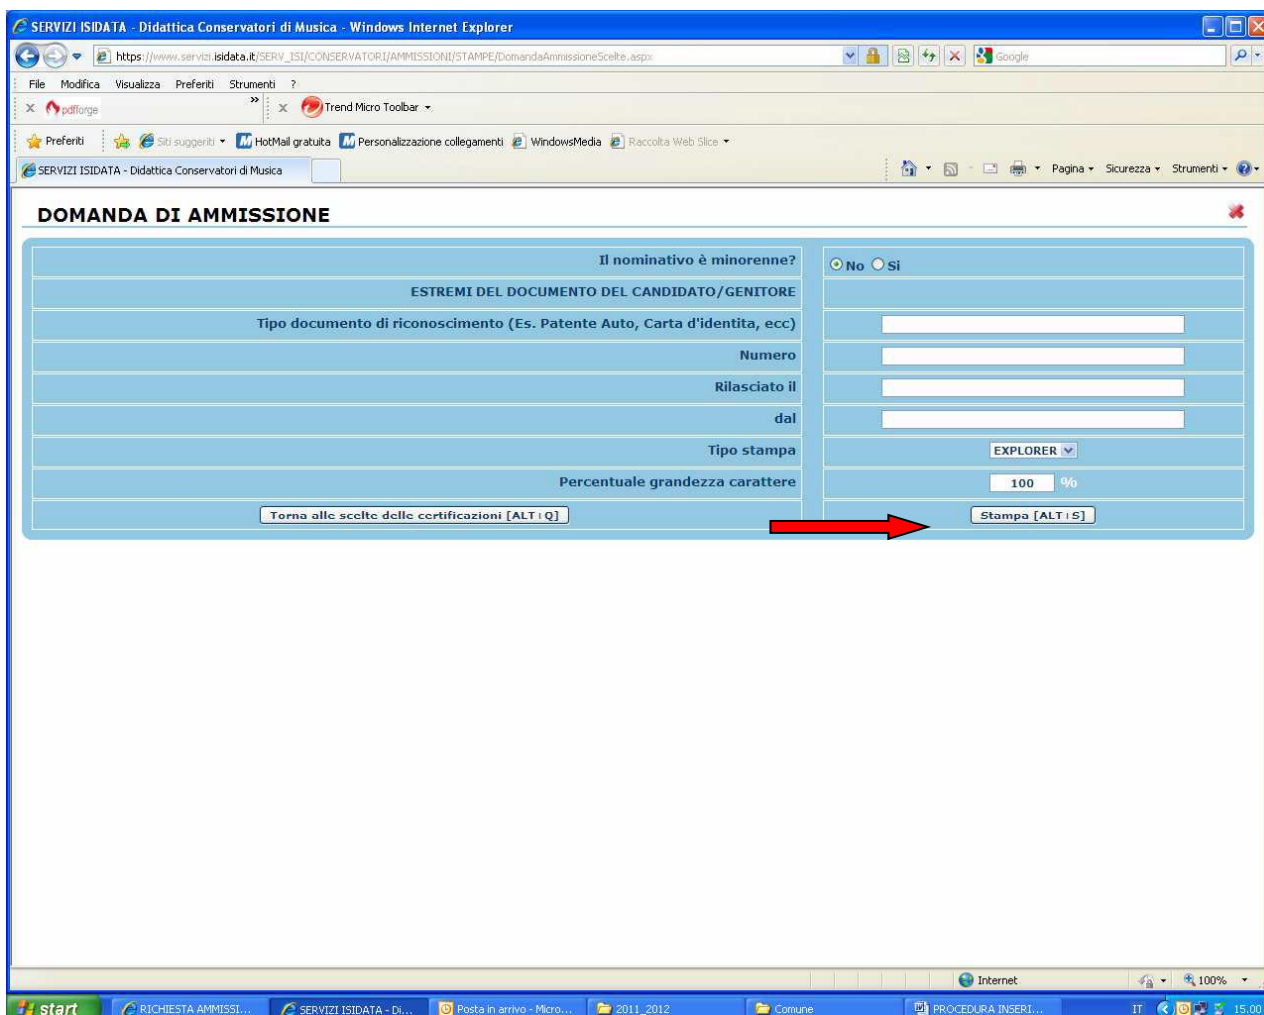 SERVIZI ISIDATA - Didattica Conservatori di Musica - Windows Internet Explorer
https://www.servizi.isidata.it/SERV_ISI/CONSERVATORI/AMMISSIONI/STAMPE/DomandaAmmissioneScelte.aspx
Google
File Modifica Visualizza Preferiti Strumenti ?
x pdfforge » x Trend Micro Toolbar
Preferiti Siti suggeriti HotMail gratuita Personalizzazione collegamenti WindowsMedia Raccolta Web Slice
SERVIZI ISIDATA - Didattica Conservatori di Musica
Pagina Sicurezza Strumenti
DOMANDA DI AMMISSIONE
Il nominativo è minorenne? No Si
ESTREMI DEL DOCUMENTO DEL CANDIDATO/GENITORE
Tipo documento di riconoscimento (Es. Patente Auto, Carta d'identita, ecc)
Numero
Rilasciato il
dal
Tipo stampa EXPLORER
Percentuale grandezza carattere 100 %
Torna alle scelte delle certificazioni [ALT+Q] Stampa [ALT+S]
Internet 100%
start RICHIESTA AMMISSI... SERVIZI ISIDATA - Di... Posta in arrivo - Micro... 2011_2012 Comune PROCEDURA INSERI... IT 15.00